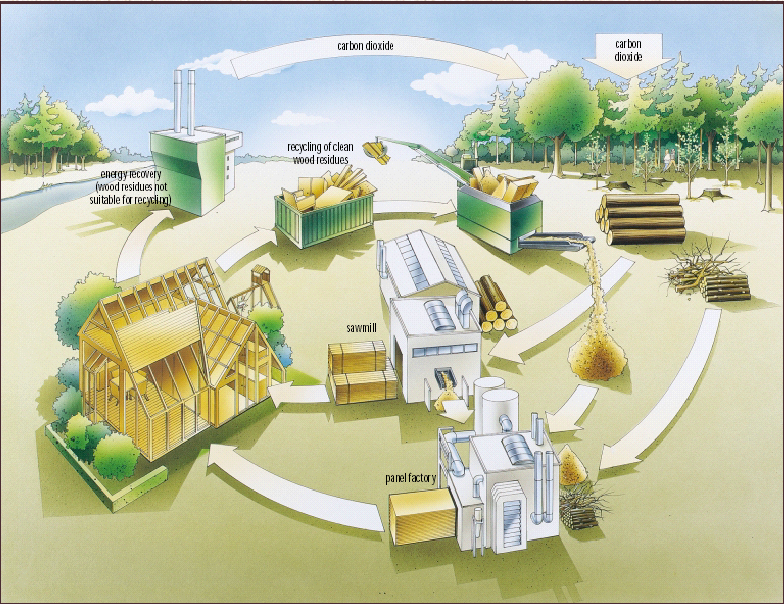 carbon dioxide
carbon
dioxide
recycling of clean
wood residues
energy recovery
(wood residues not
suitable for recycling)
sawmill
panel factory